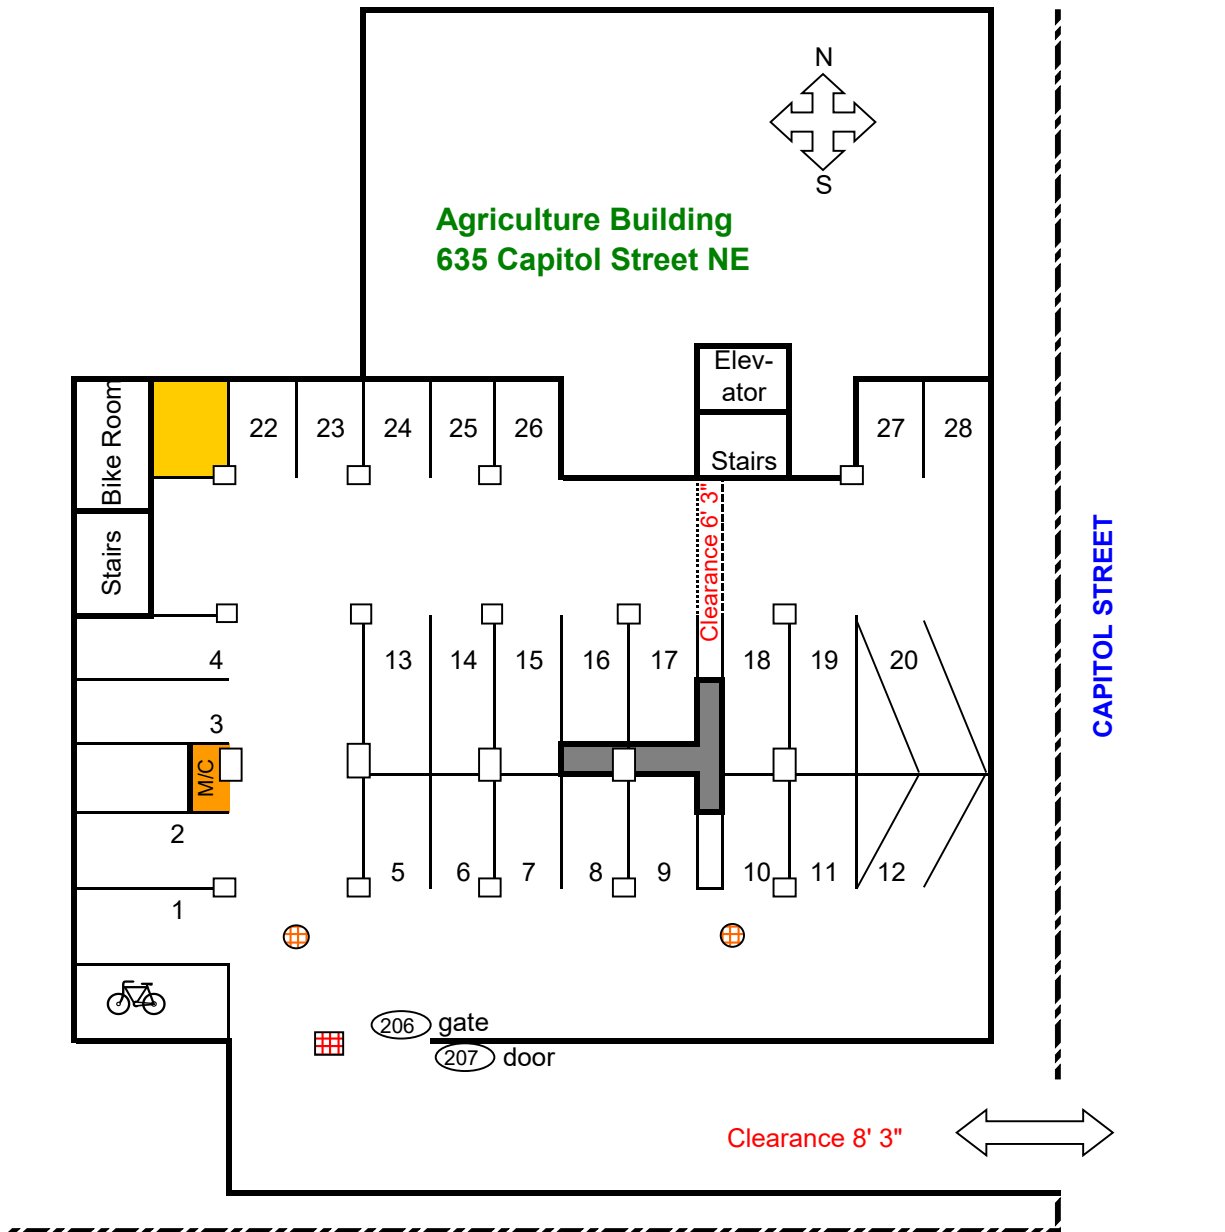 N
S
Agriculture Building
635 Capitol Street NE
Elev-
ator
Stairs
Bike Room
22
23
24
25
26
27
28
Stairs
Clearance 6' 3"
CAPITOL STREET
4
13
14
15
16
17
18
19
20
3
M/C
2
5
6
7
8
9
10
11
12
1
206
gate
207
door
Clearance 8' 3"